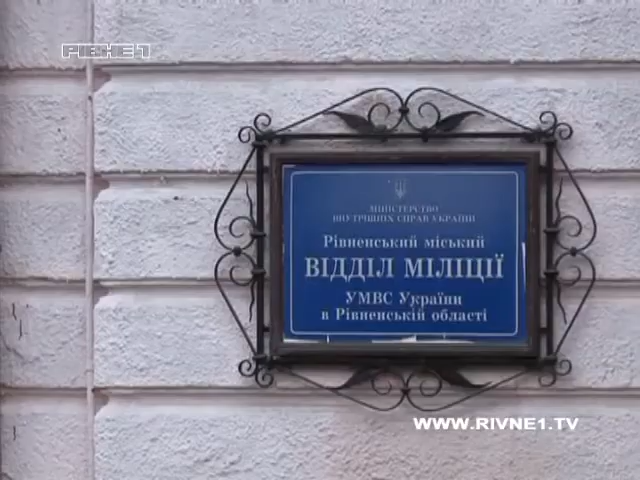 РІВНЕ 1
МІНІСТЕРСТВО
ВНУТРІШНІХ СПРАВ УКРАЇНИ
Рівненський міський
ВІДДІЛ МІЛІЦІЇ
УМВС України
в Рівненській області
WWW.RIVNE1.TV